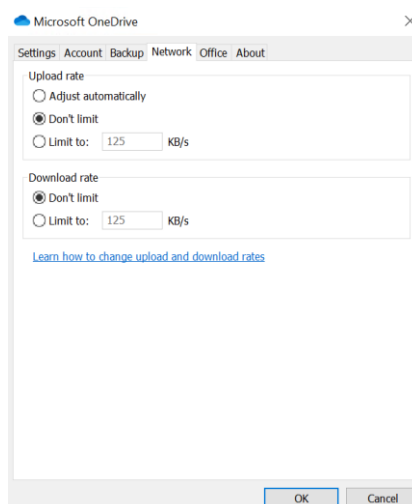 Microsoft OneDrive
Settings Account Backup Network Office About
Upload rate
Adjust automatically
Don't limit
Limit to: 125 KB/s
Download rate
Don't limit
Limit to: 125 KB/s
Learn how to change upload and download rates
OK Cancel